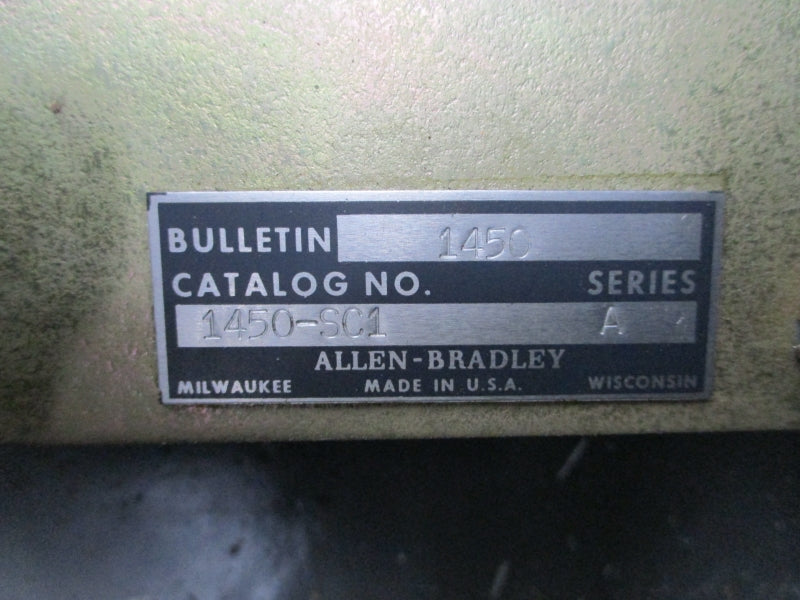 BULLETIN 1450
CATALOG NO. SERIES
1450-SC1 A
ALLEN-BRADLEY
MILWAUKEE MADE IN U.S.A. WISCONSIN